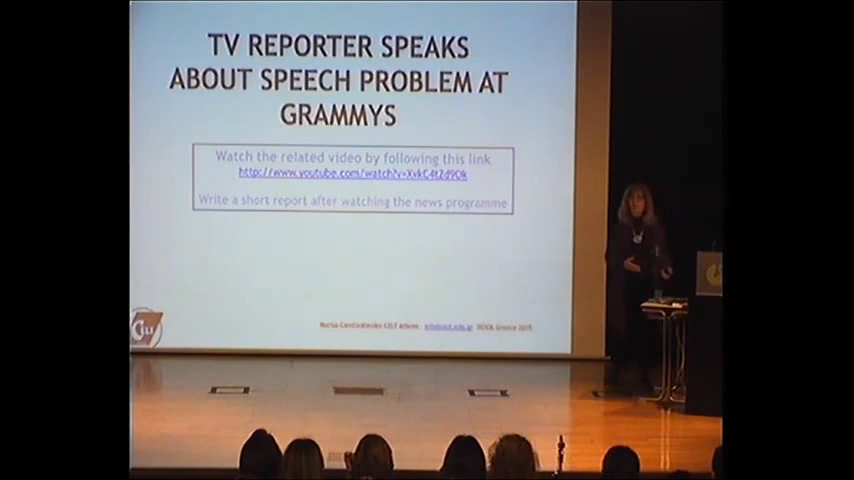 TV REPORTER SPEAKS
ABOUT SPEECH PROBLEM AT
GRAMMYS
Watch the related video by following this link
Write a short report after watching the news programme